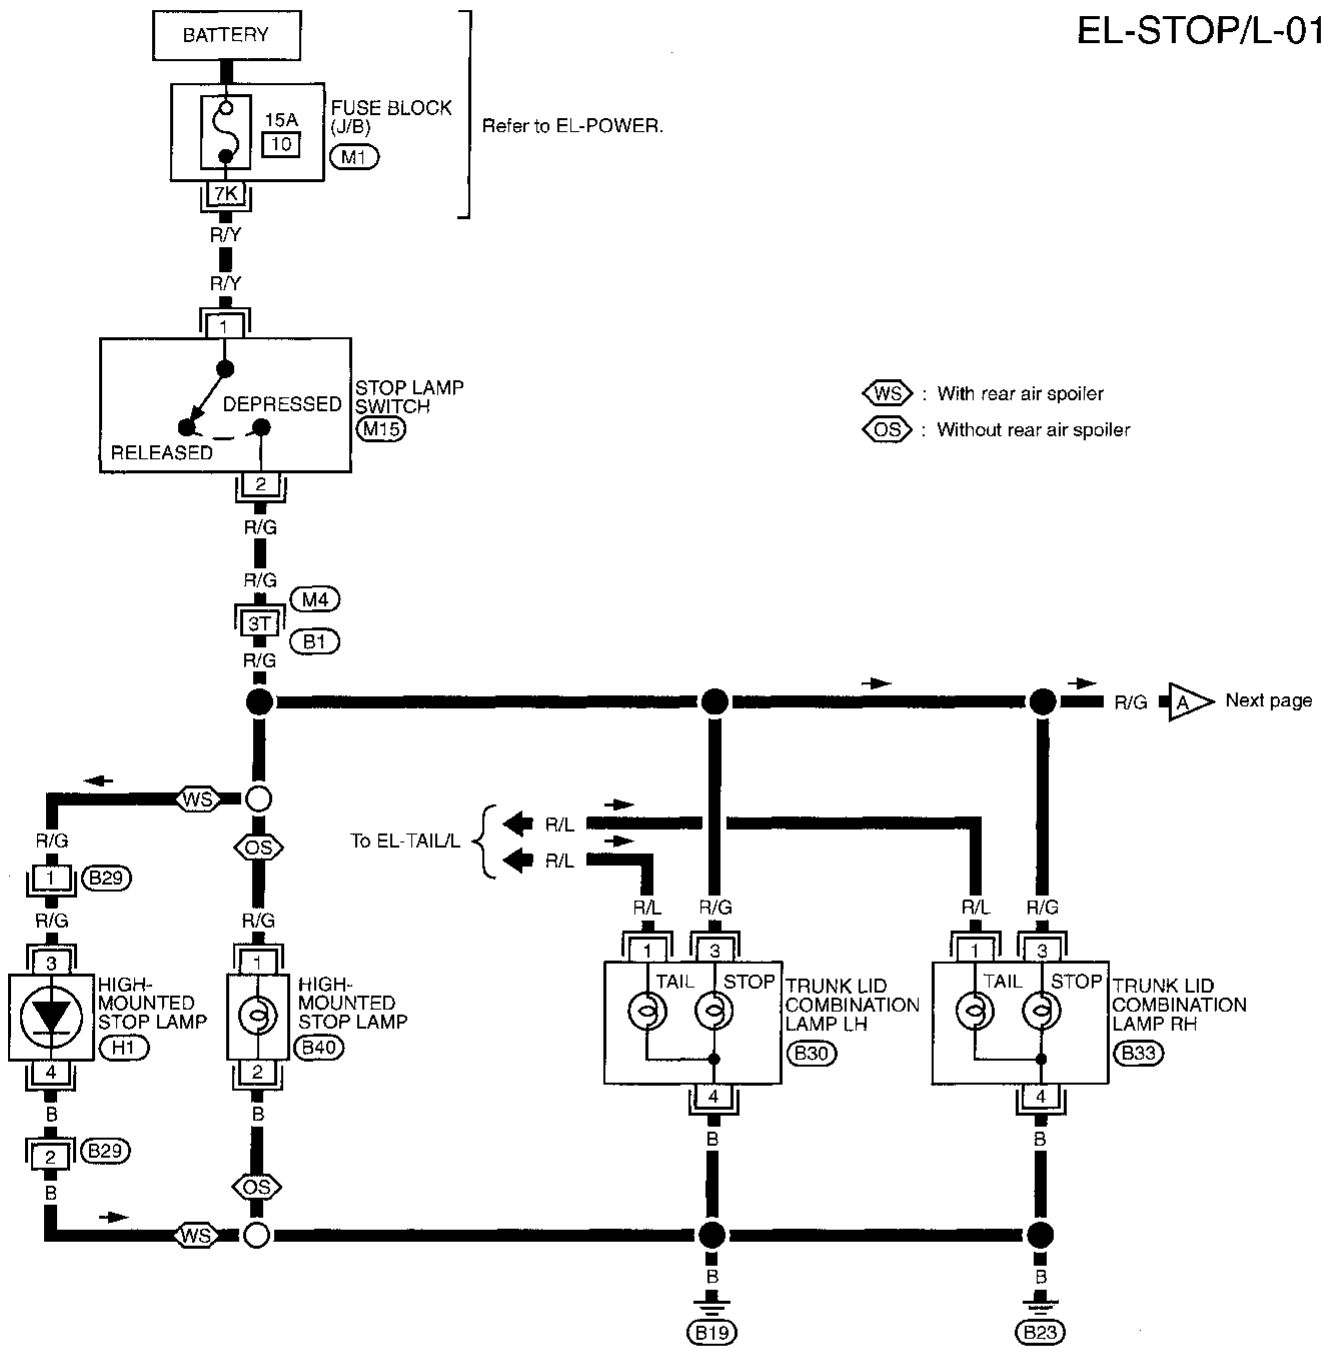 EL-STOP/L-01
BATTERY
FUSE BLOCK
(J/B)
15A
10
M1
Refer to EL-POWER.
7K
R/Y
R/Y
1
STOP LAMP
SWITCH
M15
DEPRESSED
RELEASED
WS : With rear air spoiler
OS : Without rear air spoiler
2
R/G
R/G
M4
3T
B1
R/G
R/G
A
Next page
WS
OS
To EL-TAIL/L
R/L
R/L
R/G
1
B29
R/G
R/G
R/L
R/G
R/L
R/G
3
1
1
3
1
3
HIGH-
MOUNTED
STOP LAMP
H1
HIGH-
MOUNTED
STOP LAMP
B40
TAIL
STOP
TRUNK LID
COMBINATION
LAMP LH
B30
TAIL
STOP
TRUNK LID
COMBINATION
LAMP RH
B33
4
2
4
4
B
B
B
B
2
B29
B
OS
WS
B
B
B19
B23